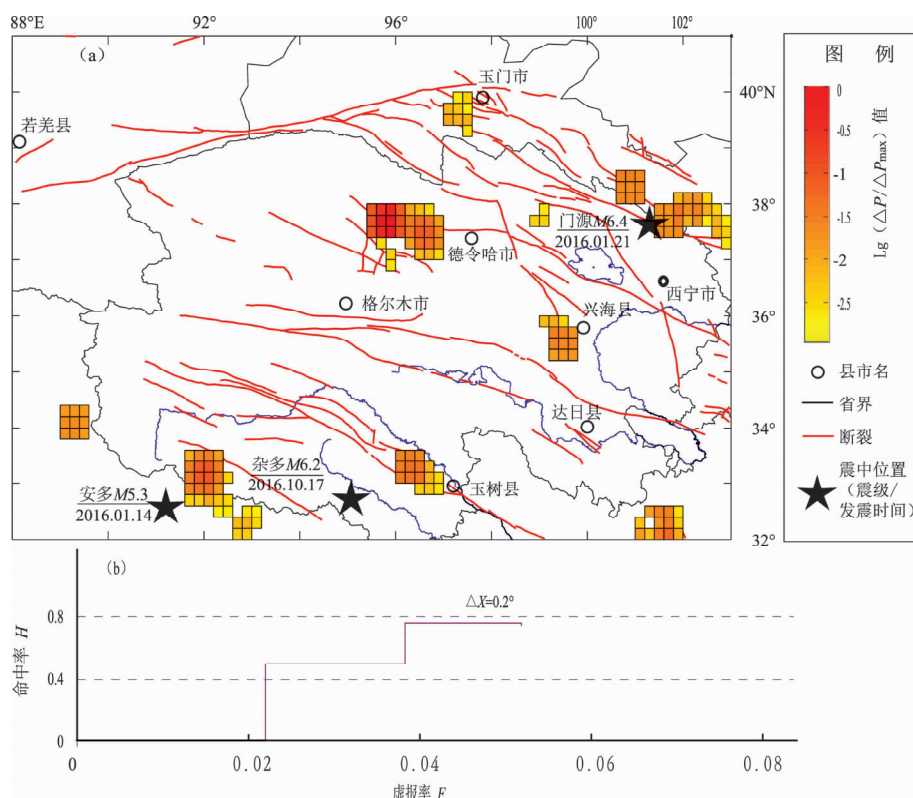 88°E
92°
96°
100°
102°
(a)
玉门市
若羌县
40°N
38°
36°
34°
32°
门源M6.4
2016.01.21
德令哈市
西宁市
格尔木市
兴海县
达日县
杂多M6.2
2016.10.17
玉树县
安多M5.3
2016.01.14
图 例
0
-0.5
-1
-1.5
-2
-2.5
Lg(△P/△Pmax)值
县市名
省界
断裂
震中位置
(震级/
发震时间)
(b)
△X=0.2°
0.8
0.4
0
命中率 H
0
0.02
0.04
0.06
0.08
虚报率 F